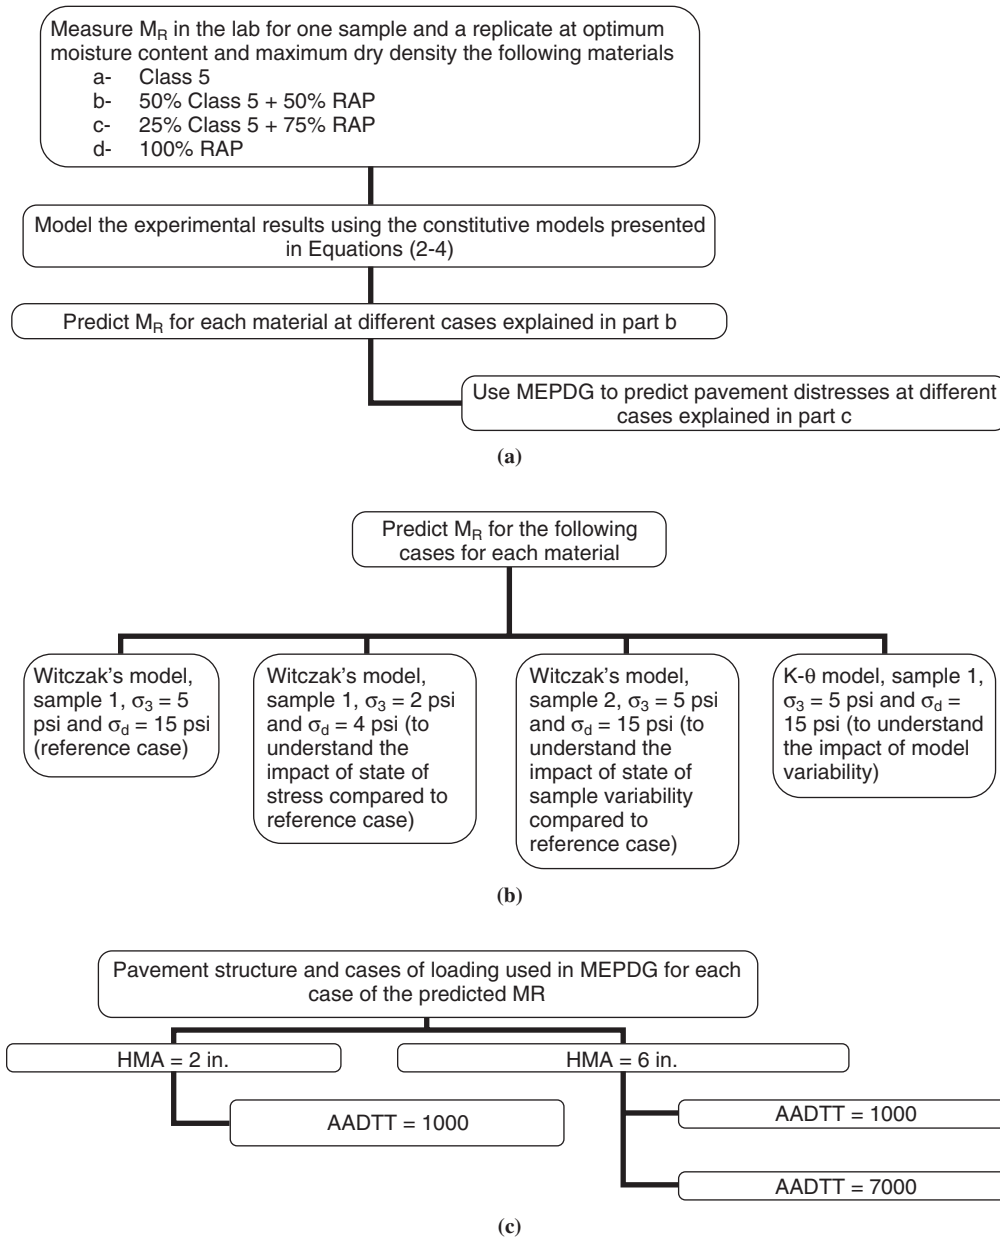 Measure MR in the lab for one sample and a replicate at optimum
moisture content and maximum dry density the following materials
a- Class 5
b- 50% Class 5 + 50% RAP
c- 25% Class 5 + 75% RAP
d- 100% RAP
Model the experimental results using the constitutive models presented
in Equations (2-4)
Predict MR for each material at different cases explained in part b
Use MEPDG to predict pavement distresses at different
cases explained in part c
(a)
Predict MR for the following
cases for each material
Witczak’s model,
sample 1, σ3 = 5
psi and σd = 15 psi
(reference case)
Witczak’s model,
sample 1, σ3 = 2 psi
and σd = 4 psi (to
understand the
impact of state of
stress compared to
reference case)
Witczak’s model,
sample 2, σ3 = 5 psi
and σd = 15 psi (to
understand the
impact of state of
sample variability
compared to
reference case)
K-θ model, sample 1,
σ3 = 5 psi and σd =
15 psi (to understand
the impact of model
variability)
(b)
Pavement structure and cases of loading used in MEPDG for each
case of the predicted MR
HMA = 2 in.
AADTT = 1000
HMA = 6 in.
AADTT = 1000
AADTT = 7000
(c)